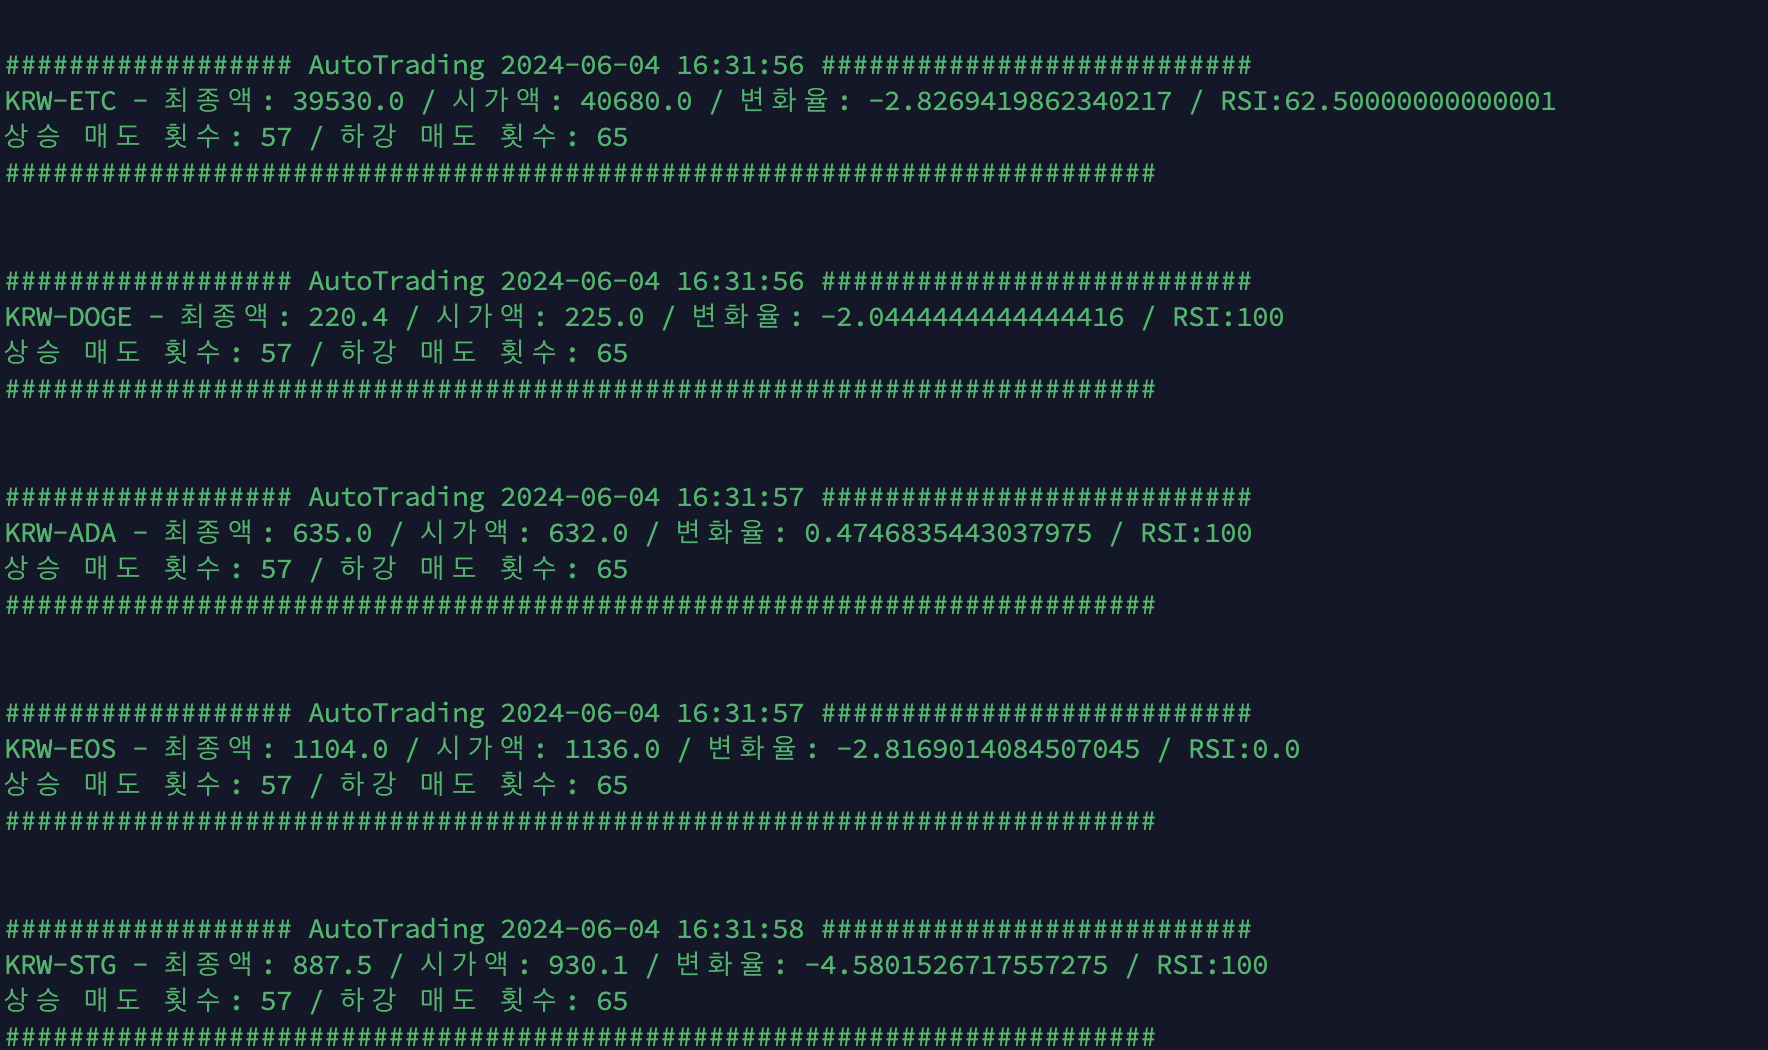 ################## AutoTrading 2024-06-04 16:31:56 ###########################
KRW-ETC - 최종액: 39530.0 / 시가액: 40680.0 / 변화율: -2.8269419862340217 / RSI:62.50000000000001
상승 매도 횟수: 57 / 하강 매도 횟수: 65
########################################################################
################## AutoTrading 2024-06-04 16:31:56 ###########################
KRW-DOGE - 최종액: 220.4 / 시가액: 225.0 / 변화율: -2.0444444444444416 / RSI:100
상승 매도 횟수: 57 / 하강 매도 횟수: 65
########################################################################
################## AutoTrading 2024-06-04 16:31:57 ###########################
KRW-ADA - 최종액: 635.0 / 시가액: 632.0 / 변화율: 0.4746835443037975 / RSI:100
상승 매도 횟수: 57 / 하강 매도 횟수: 65
########################################################################
################## AutoTrading 2024-06-04 16:31:57 ###########################
KRW-EOS - 최종액: 1104.0 / 시가액: 1136.0 / 변화율: -2.8169014084507045 / RSI:0.0
상승 매도 횟수: 57 / 하강 매도 횟수: 65
########################################################################
################## AutoTrading 2024-06-04 16:31:58 ###########################
KRW-STG - 최종액: 887.5 / 시가액: 930.1 / 변화율: -4.5801526717557275 / RSI:100
상승 매도 횟수: 57 / 하강 매도 횟수: 65
########################################################################